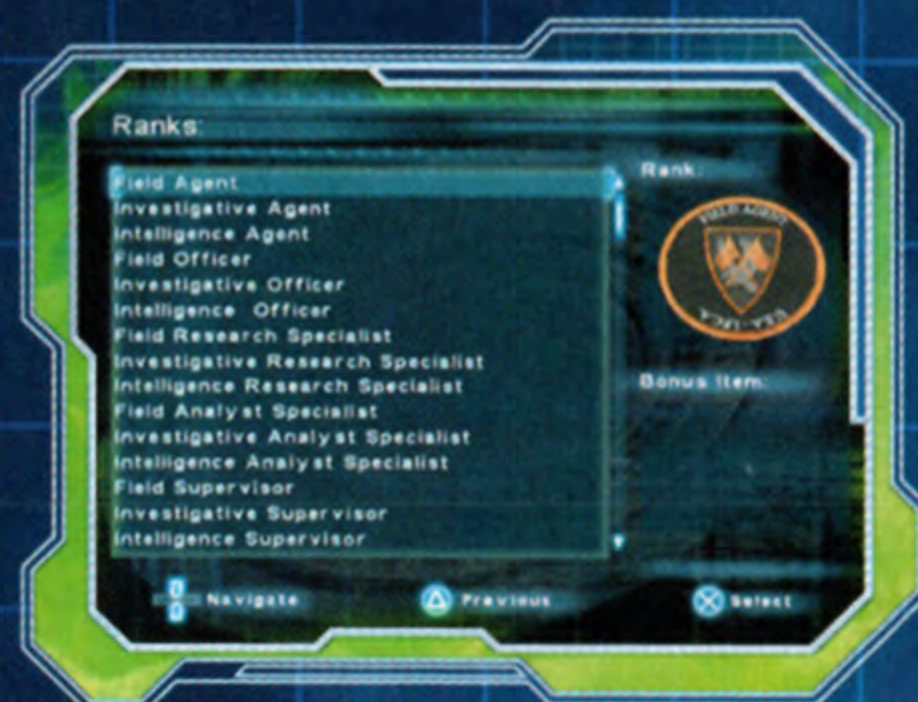 Ranks:
Field Agent
Investigative Agent
Intelligence Agent
Field Officer
Investigative Officer
Intelligence Officer
Field Research Specialist
Investigative Research Specialist
Intelligence Research Specialist
Field Analyst Specialist
Investigative Analyst Specialist
Intelligence Analyst Specialist
Field Supervisor
Investigative Supervisor
Intelligence Supervisor
Rank:
FIELD AGENT
Bonus Item:
Navigate
Previous
Select